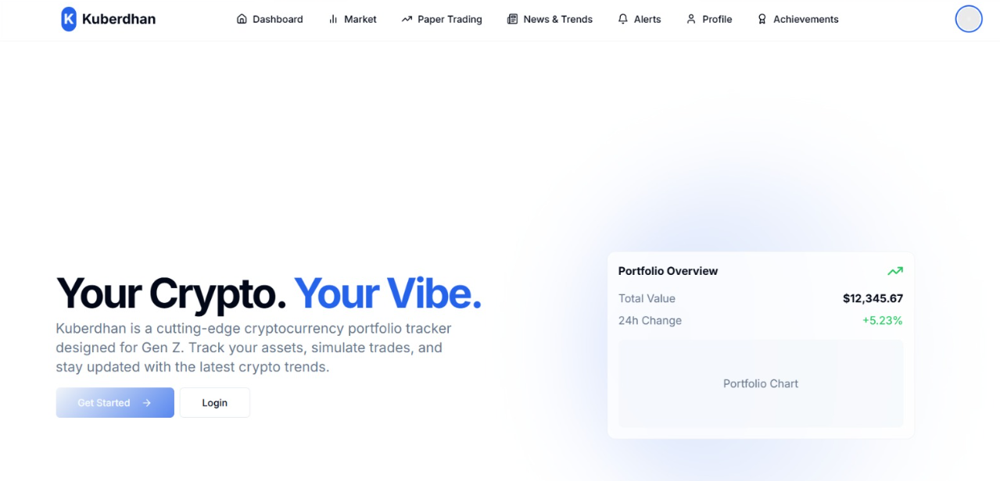 K Kuberdhan
Dashboard
Market
Paper Trading
News & Trends
Alerts
Profile
Achievements
Your Crypto. Your Vibe.
Kuberdhan is a cutting-edge cryptocurrency portfolio tracker
designed for Gen Z. Track your assets, simulate trades, and
stay updated with the latest crypto trends.
Get Started
Login
Portfolio Overview
Total Value $12,345.67
24h Change +5.23%
Portfolio Chart